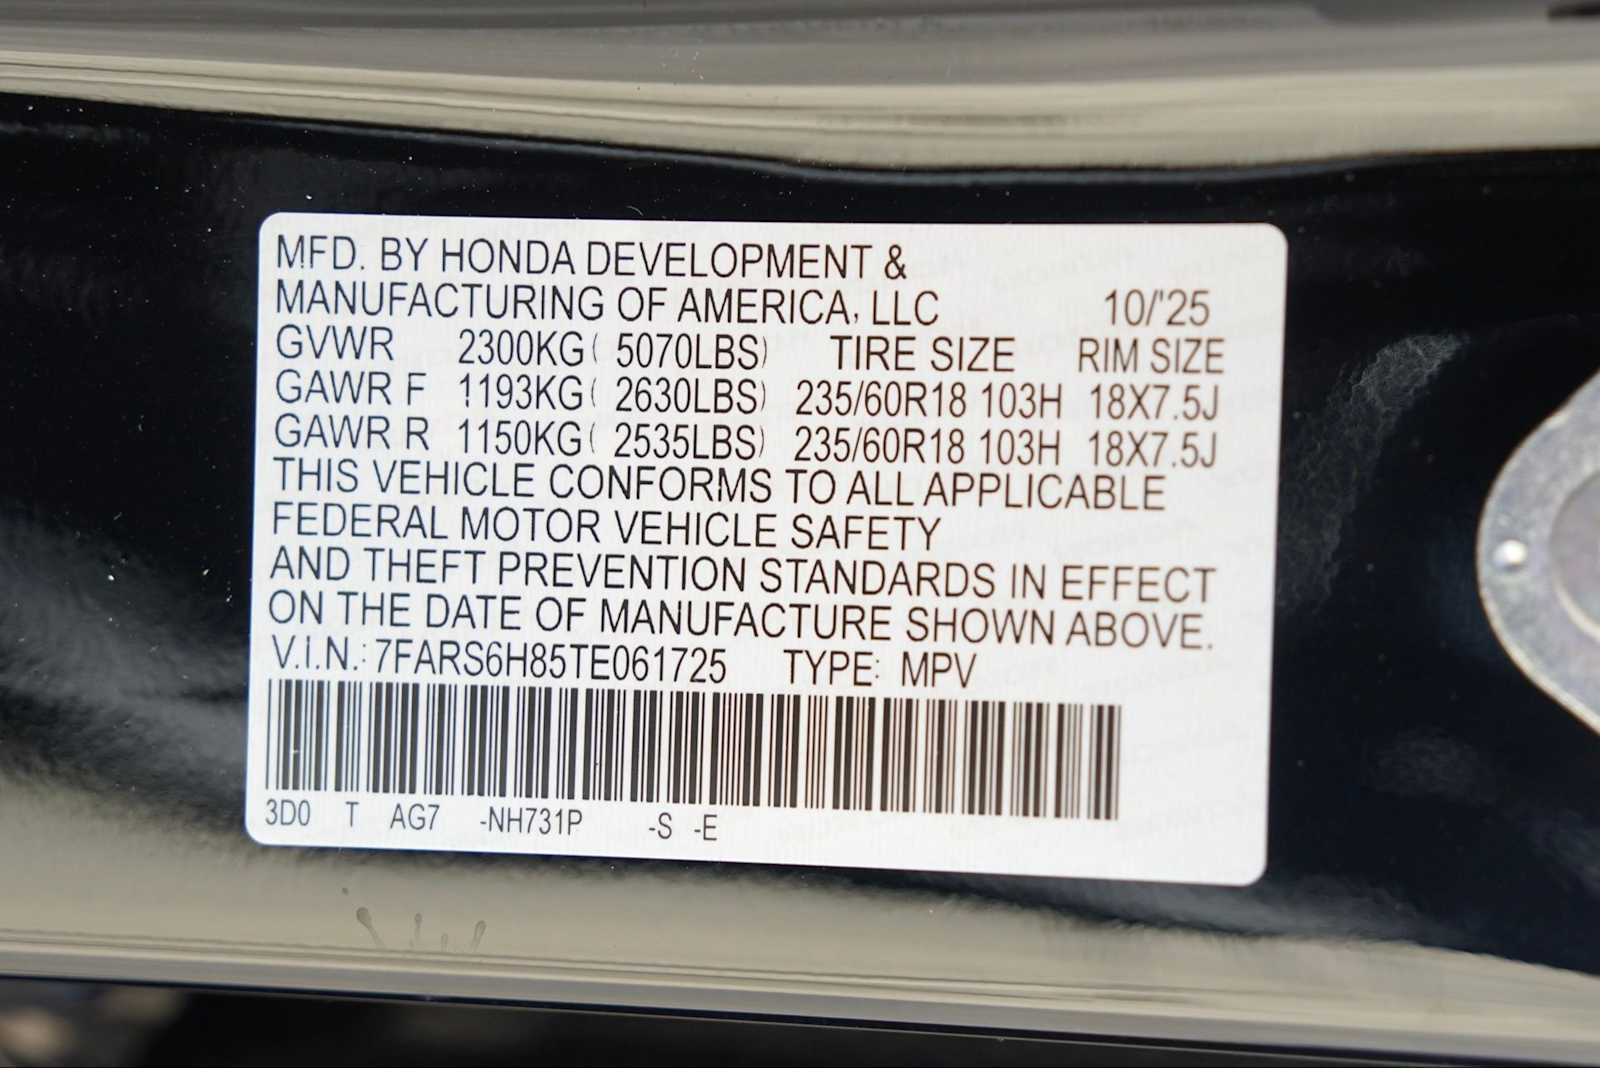 MFD. BY HONDA DEVELOPMENT &
MANUFACTURING OF AMERICA, LLC 10/'25
GVWR 2300KG( 5070LBS) TIRE SIZE RIM SIZE
GAWR F 1193KG( 2630LBS) 235/60R18 103H 18X7.5J
GAWR R 1150KG( 2535LBS) 235/60R18 103H 18X7.5J
THIS VEHICLE CONFORMS TO ALL APPLICABLE
FEDERAL MOTOR VEHICLE SAFETY
AND THEFT PREVENTION STANDARDS IN EFFECT
ON THE DATE OF MANUFACTURE SHOWN ABOVE.
V.I.N.: 7FARS6H85TE061725 TYPE: MPV
3D0 T AG7 -NH731P -S -E